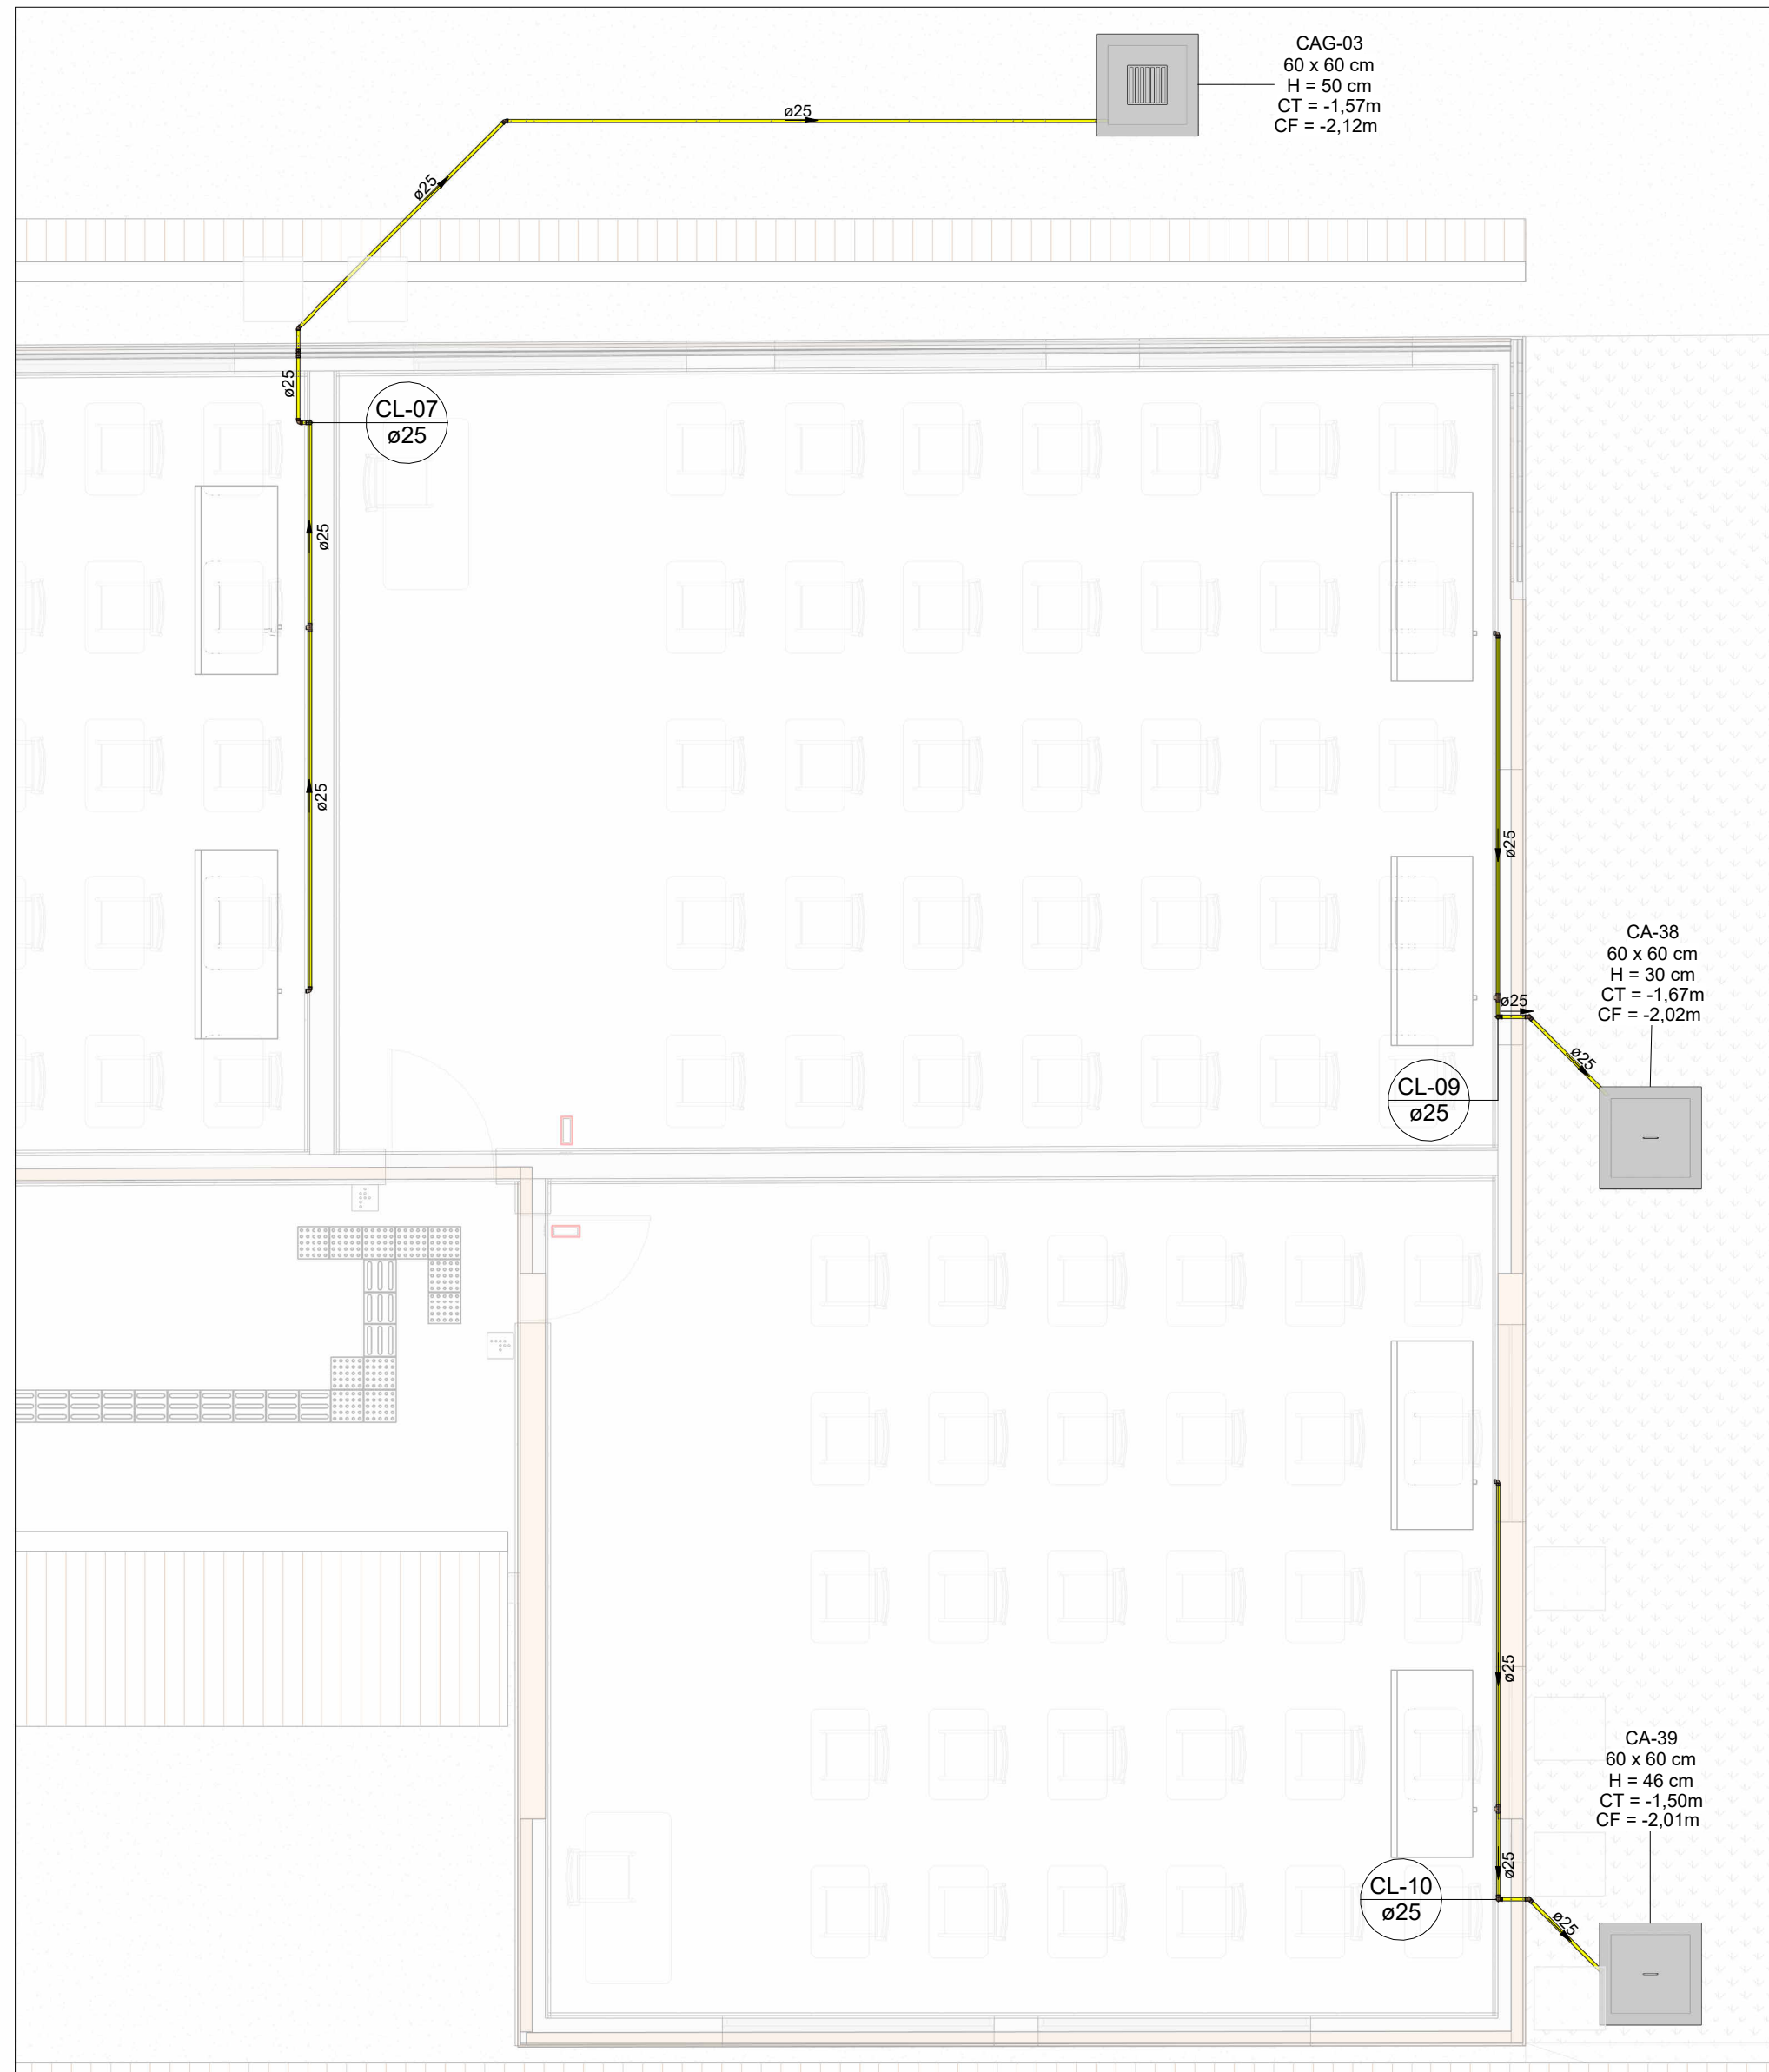 CAG-03
60 x 60 cm
H = 50 cm
CT = -1,57m
CF = -2,12m
ø25
ø25
ø25
CL-07
ø25
ø25
ø25
ø25
CA-38
60 x 60 cm
H = 30 cm
CT = -1,67m
CF = -2,02m
ø25
ø25
CL-09
ø25
ø25
CA-39
60 x 60 cm
H = 46 cm
CT = -1,50m
CF = -2,01m
ø25
CL-10
ø25
ø25